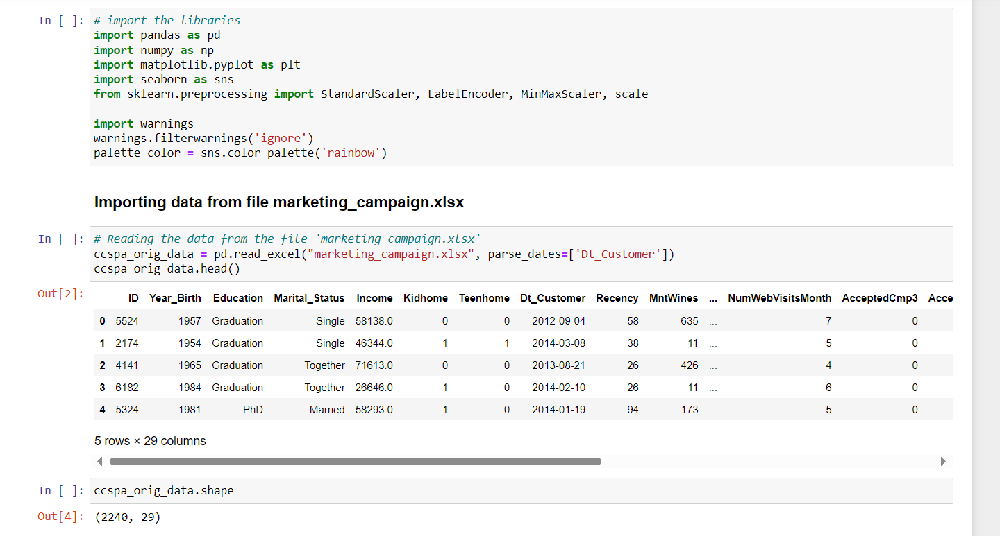 In [ ]: # import the libraries
import pandas as pd
import numpy as np
import matplotlib.pyplot as plt
import seaborn as sns
from sklearn.preprocessing import StandardScaler, LabelEncoder, MinMaxScaler, scale
import warnings
warnings.filterwarnings('ignore')
palette_color = sns.color_palette('rainbow')
Importing data from file marketing_campaign.xlsx
In [ ]: # Reading the data from the file 'marketing_campaign.xlsx'
ccspa_orig_data = pd.read_excel("marketing_campaign.xlsx", parse_dates=['Dt_Customer'])
ccspa_orig_data.head()
Out[2]: ID Year_Birth Education Marital_Status Income Kidhome Teenhome Dt_Customer Recency MntWines ... NumWebVisitsMonth AcceptedCmp3 Acce
0 5524 1957 Graduation Single 58138.0 0 0 2012-09-04 58 635 ... 7 0
1 2174 1954 Graduation Single 46344.0 1 1 2014-03-08 38 11 ... 5 0
2 4141 1965 Graduation Together 71613.0 0 0 2013-08-21 26 426 ... 4 0
3 6182 1984 Graduation Together 26646.0 1 0 2014-02-10 26 11 ... 6 0
4 5324 1981 PhD Married 58293.0 1 0 2014-01-19 94 173 ... 5 0
5 rows × 29 columns
In [ ]: ccspa_orig_data.shape
Out[4]: (2240, 29)